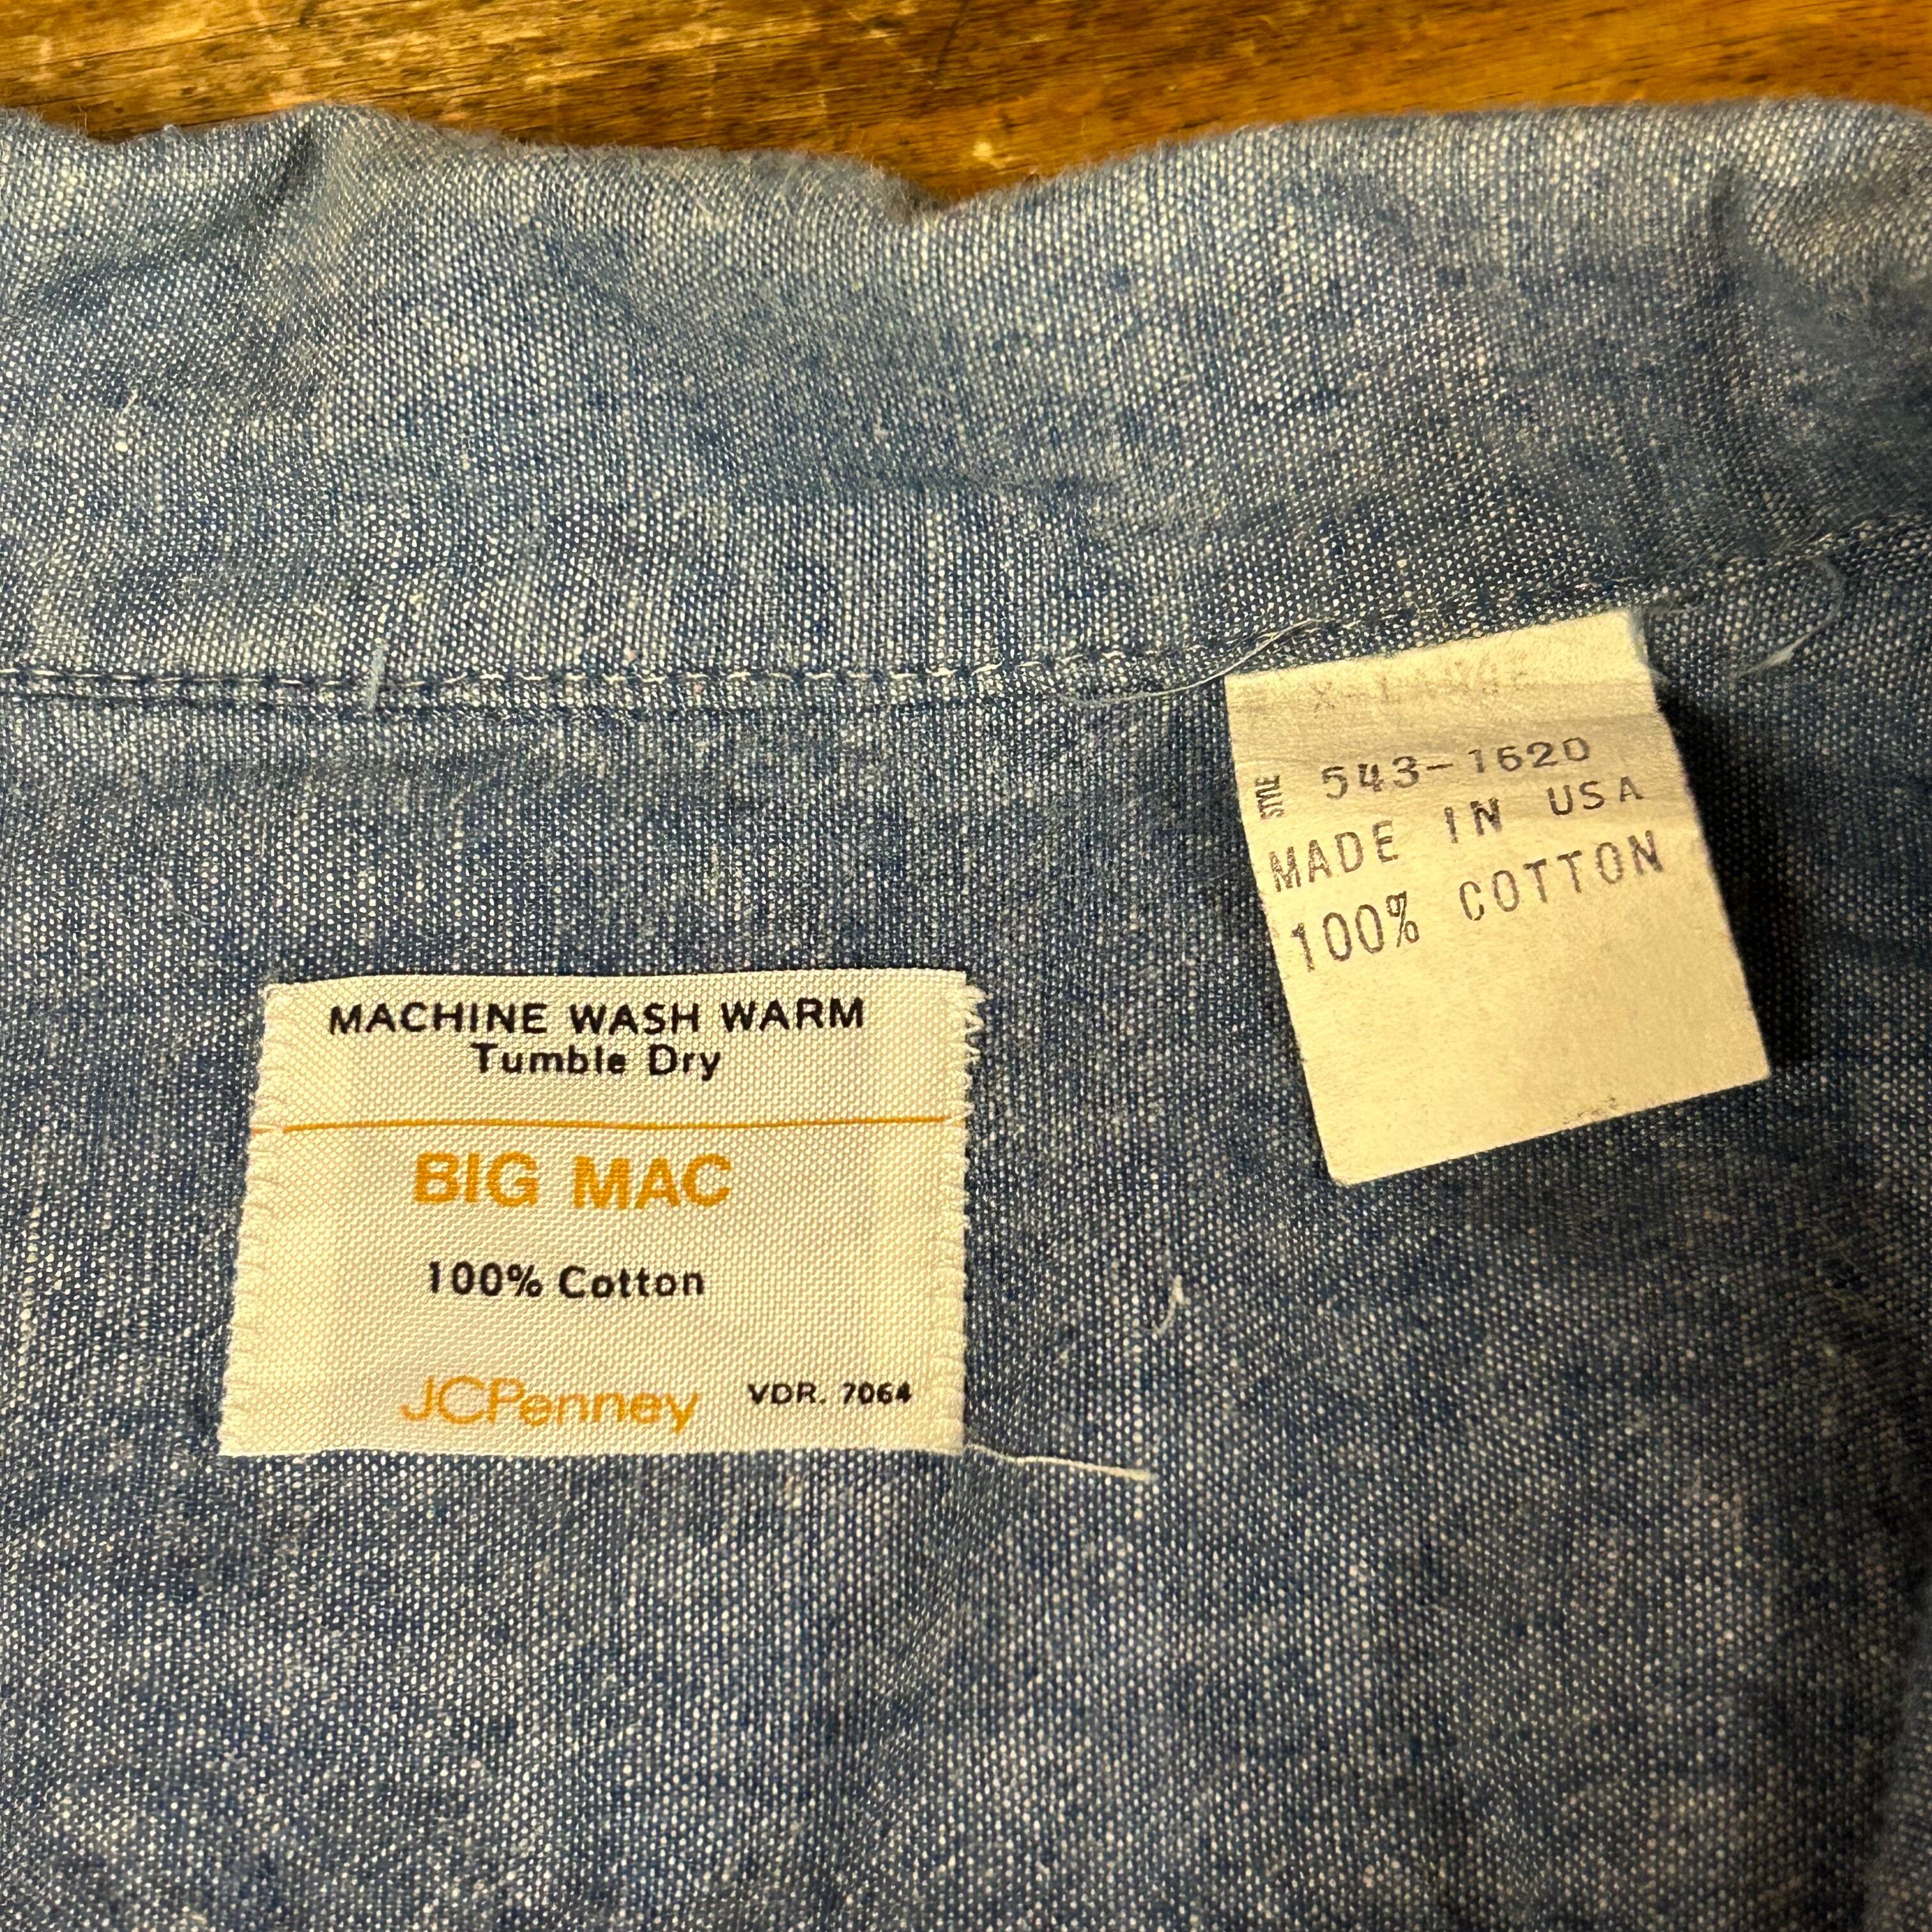 MACHINE WASH WARM
Tumble Dry
BIG MAC
100% Cotton
JCPenney VDR. 7064
X-LARGE
STYLE 543-1620
MADE IN USA
100% COTTON